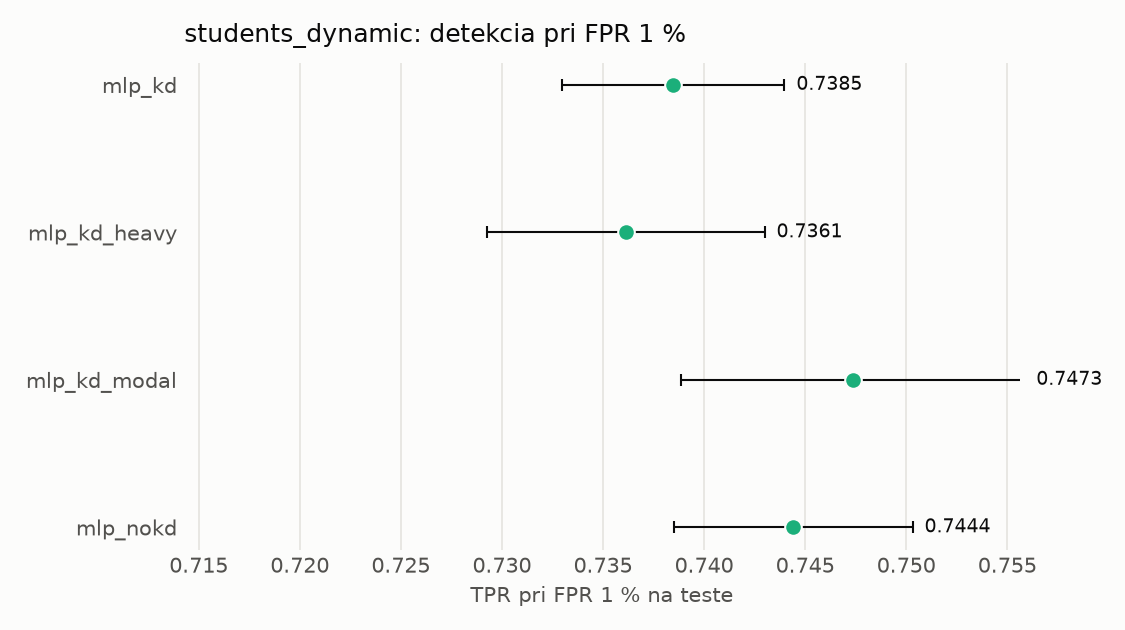 students_dynamic: detekcia pri FPR 1 %
mlp_kd
0.7385
mlp_kd_heavy
0.7361
mlp_kd_modal
0.7473
mlp_nokd
0.7444
0.715 0.720 0.725 0.730 0.735 0.740 0.745 0.750 0.755
TPR pri FPR 1 % na teste